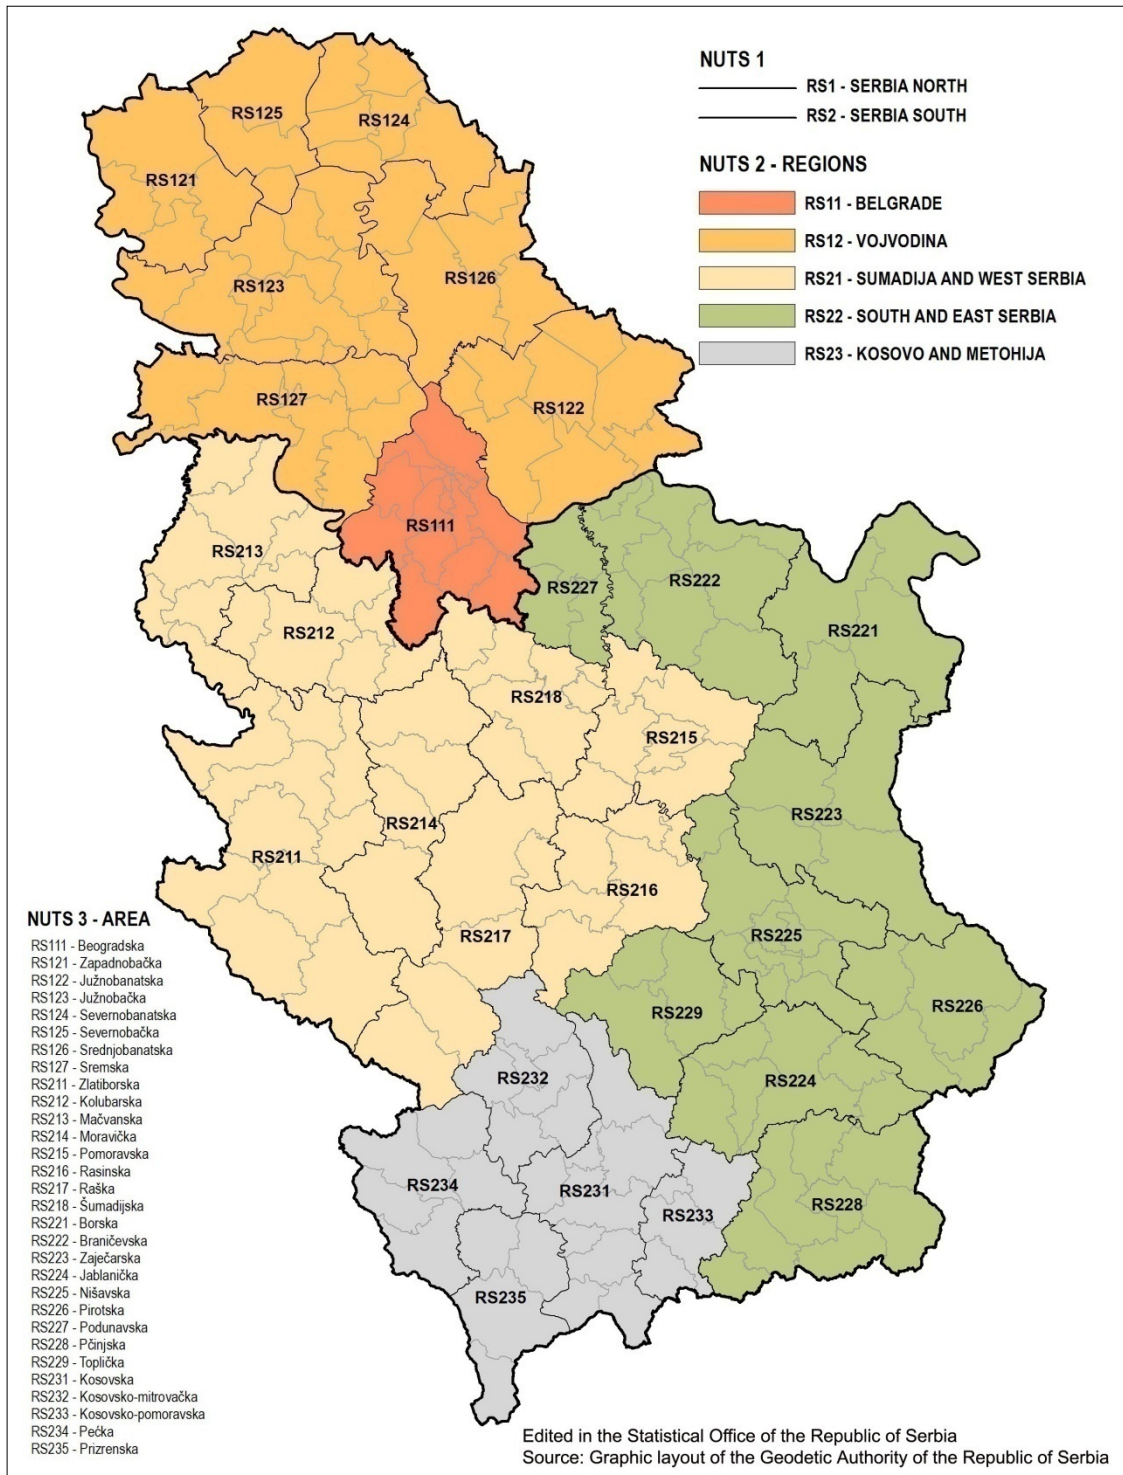 NUTS 1
RS1 - SERBIA NORTH
RS2 - SERBIA SOUTH
NUTS 2 - REGIONS
RS11 - BELGRADE
RS12 - VOJVODINA
RS21 - SUMADIJA AND WEST SERBIA
RS22 - SOUTH AND EAST SERBIA
RS23 - KOSOVO AND METOHIJA
RS125
RS124
RS121
RS126
RS123
RS127
RS122
RS111
RS213
RS227
RS222
RS212
RS221
RS218
RS215
RS223
RS214
RS211
RS216
RS217
RS225
RS226
RS229
RS232
RS224
RS234
RS231
RS228
RS233
RS235
NUTS 3 - AREA
RS111 - Beogradska
RS121 - Zapadnobačka
RS122 - Južnobanatska
RS123 - Južnobačka
RS124 - Severnobanatska
RS125 - Severnobačka
RS126 - Srednjobanatska
RS127 - Sremska
RS211 - Zlatiborska
RS212 - Kolubarska
RS213 - Mačvanska
RS214 - Moravička
RS215 - Pomoravska
RS216 - Rasinska
RS217 - Raška
RS218 - Šumadijska
RS221 - Borska
RS222 - Braničevska
RS223 - Zaječarska
RS224 - Jablanička
RS225 - Nišavska
RS226 - Pirotska
RS227 - Podunavska
RS228 - Pčinjska
RS229 - Toplička
RS231 - Kosovska
RS232 - Kosovsko-mitrovačka
RS233 - Kosovsko-pomoravska
RS234 - Pećka
RS235 - Prizrenska
Edited in the Statistical Office of the Republic of Serbia
Source: Graphic layout of the Geodetic Authority of the Republic of Serbia